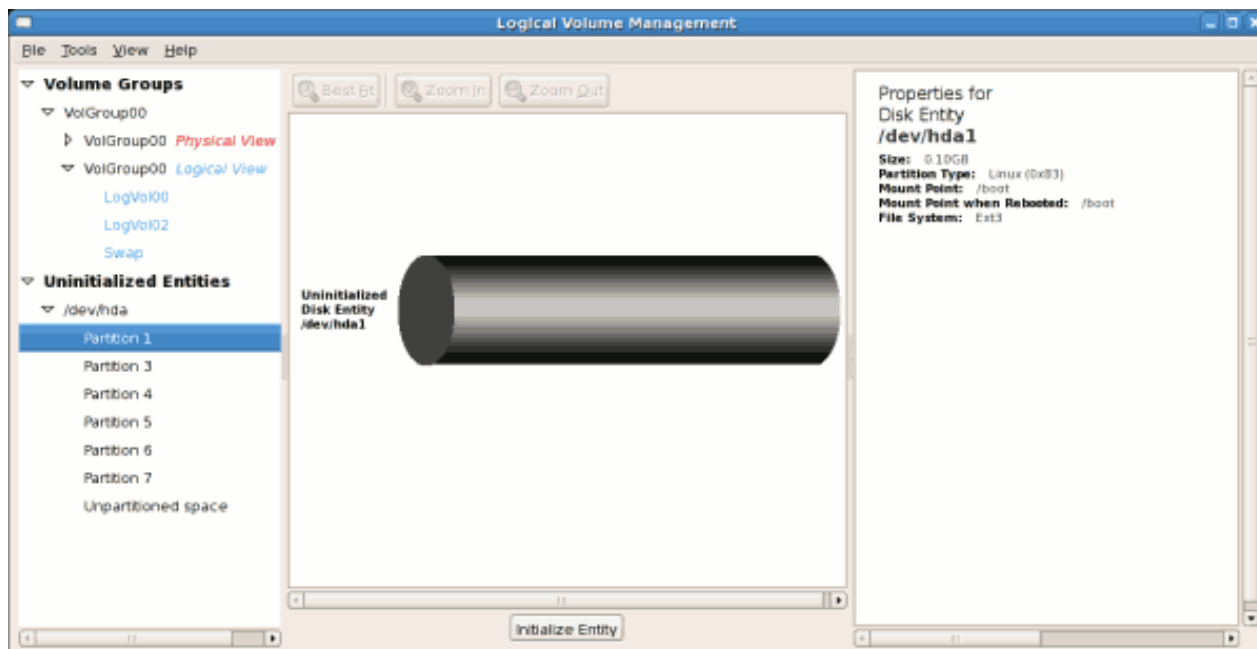 Logical Volume Management
File Tools View Help
Volume Groups
VolGroup00
VolGroup00 Physical View
VolGroup00 Logical View
LogVol00
LogVol02
Swap
Uninitialized Entities
/dev/hda
Partition 1
Partition 3
Partition 4
Partition 5
Partition 6
Partition 7
Unpartitioned space
Best Fit Zoom In Zoom Out
Uninitialized
Disk Entity
/dev/hda1
Initialize Entity
Properties for
Disk Entity
/dev/hda1
Size: 0.10GB
Partition Type: Linux (0x83)
Mount Point: /boot
Mount Point when Rebooted: /boot
File System: Ext3